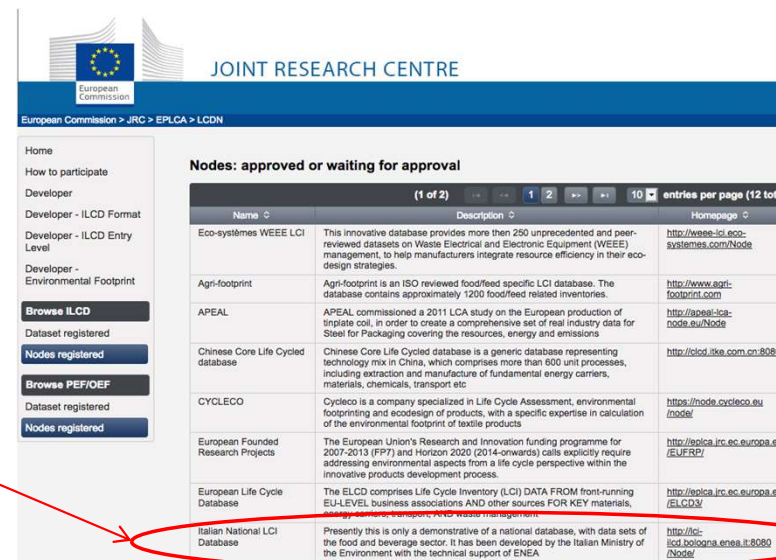 JOINT RESEARCH CENTRE
European
Commission
European Commission > JRC > EPLCA > LCDN
Home
How to participate
Developer
Developer - ILCD Format
Developer - ILCD Entry
Level
Developer -
Environmental Footprint
Browse ILCD
Dataset registered
Nodes registered
Browse PEF/OEF
Dataset registered
Nodes registered
Nodes: approved or waiting for approval
(1 of 2) 1 2 10 entries per page (12 tot
Name Description Homepage
Eco-systèmes WEEE LCI This innovative database provides more then 250 unprecedented and peer- http://weee-lci.eco-
reviewed datasets on Waste Electrical and Electronic Equipment (WEEE) systemes.com/Node
management, to help manufacturers integrate resource efficiency in their eco-
design strategies.
Agri-footprint Agri-footprint is an ISO reviewed food/feed specific LCI database. The http://www.agri-
database contains approximately 1200 food/feed related inventories. footprint.com
APEAL APEAL commissioned a 2011 LCA study on the European production of http://apeal-lca-
tinplate coil, in order to create a comprehensive set of real industry data for node.eu/Node
Steel for Packaging covering the resources, energy and emissions
Chinese Core Life Cycled Chinese Core Life Cycled database is a generic database representing http://clcd.itke.com.cn:808
database technology mix in China, which comprises more than 600 unit processes,
including extraction and manufacture of fundamental energy carriers,
materials, chemicals, transport etc
CYCLECO Cycleco is a company specialized in Life Cycle Assessment, environmental https://node.cycleco.eu
footprinting and ecodesign of products, with a specific expertise in calculation /node/
of the environmental footprint of textile products
European Founded The European Union's Research and Innovation funding programme for http://eplca.jrc.ec.europa.e
Research Projects 2007-2013 (FP7) and Horizon 2020 (2014-onwards) calls explicitly require /EUFRP/
addressing environmental aspects from a life cycle perspective within the
innovative products development process.
European Life Cycle The ELCD comprises Life Cycle Inventory (LCI) DATA FROM front-running http://eplca.jrc.ec.europa.e
Database EU-LEVEL business associations AND other sources FOR KEY materials, /ELCD3/
energy carriers, transport, AND waste management
Italian National LCI Presently this is only a demonstrative of a national database, with data sets of http://lci-
Database the food and beverage sector. It has been developed by the Italian Ministry of ilcd.bologna.enea.it:8080
the Environment with the technical support of ENEA /Node/